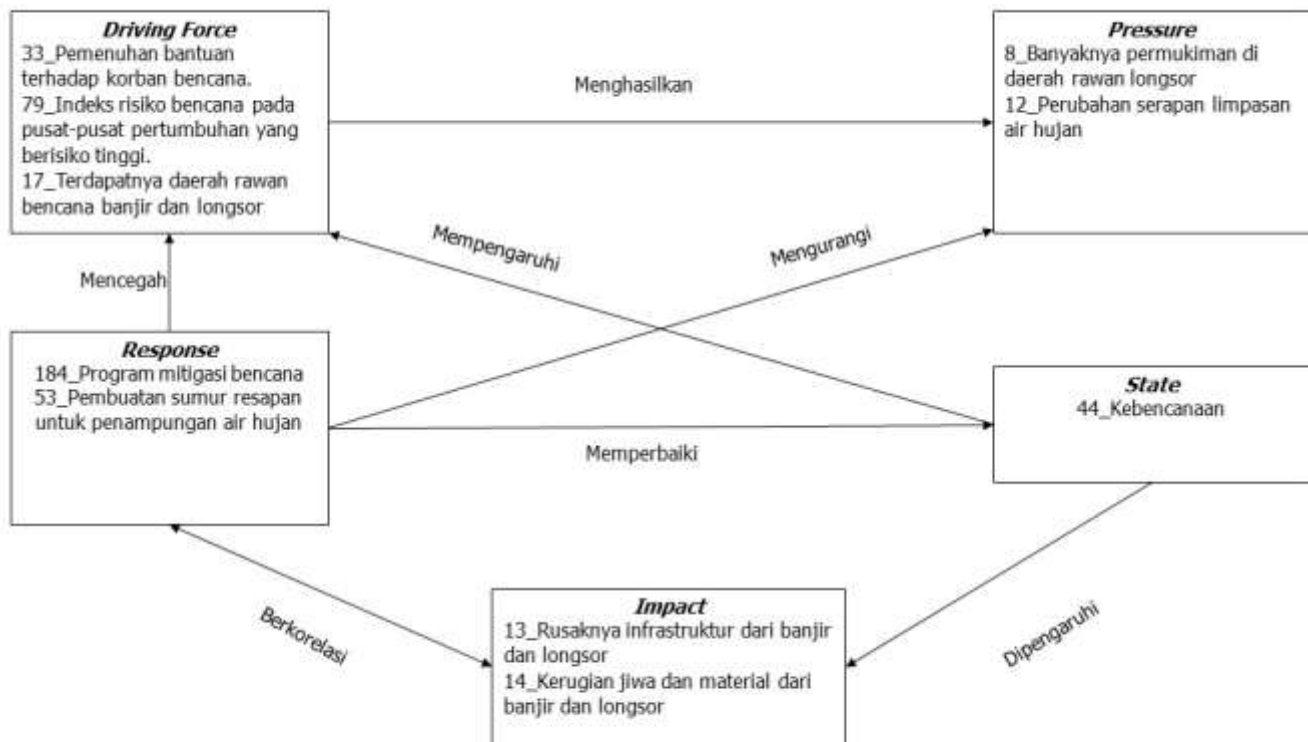 Driving Force
33_Pemenuhan bantuan
terhadap korban bencana.
79_Indeks risiko bencana pada
pusat-pusat pertumbuhan yang
berisiko tinggi.
17_Terdapatnya daerah rawan
bencana banjir dan longsor
Menghasilkan
Pressure
8_Banyaknya permukiman di
daerah rawan longsor
12_Perubahan serapan limpasan
air hujan
Mempengaruhi
Mengurangi
Mencegah
Response
184_Program mitigasi bencana
53_Pembuatan sumur resapan
untuk penampungan air hujan
Memperbaiki
State
44_Kebencanaan
Berkorelasi
Impact
13_Rusaknya infrastruktur dari banjir
dan longsor
14_Kerugian jiwa dan material dari
banjir dan longsor
Dipengaruhi